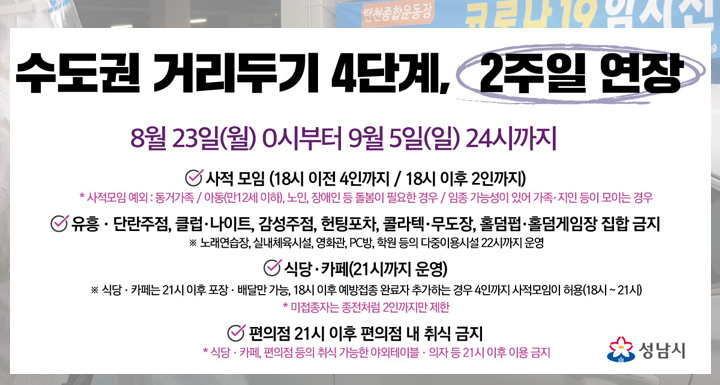 탄천종합운동장
코로나19 임시선
수도권 거리두기 4단계, 2주일 연장
8월 23일(월) 0시부터 9월 5일(일) 24시까지
사적 모임 (18시 이전 4인까지 / 18시 이후 2인까지)
* 사적모임 예외 : 동거가족 / 아동(만12세 이하), 노인, 장애인 등 돌봄이 필요한 경우 / 임종 가능성이 있어 가족·지인 등이 모이는 경우
유흥 · 단란주점, 클럽·나이트, 감성주점, 헌팅포차, 콜라텍·무도장, 홀덤펍·홀덤게임장 집합 금지
※ 노래연습장, 실내체육시설, 영화관, PC방, 학원 등의 다중이용시설 22시까지 운영
식당·카페(21시까지 운영)
※ 식당 · 카페는 21시 이후 포장 · 배달만 가능, 18시 이후 예방접종 완료자 추가하는 경우 4인까지 사적모임이 허용(18시 ~ 21시)
* 미접종자는 종전처럼 2인까지만 제한
편의점 21시 이후 편의점 내 취식 금지
* 식당 · 카페, 편의점 등의 취식 가능한 야외테이블 · 의자 등 21시 이후 이용 금지
성남시